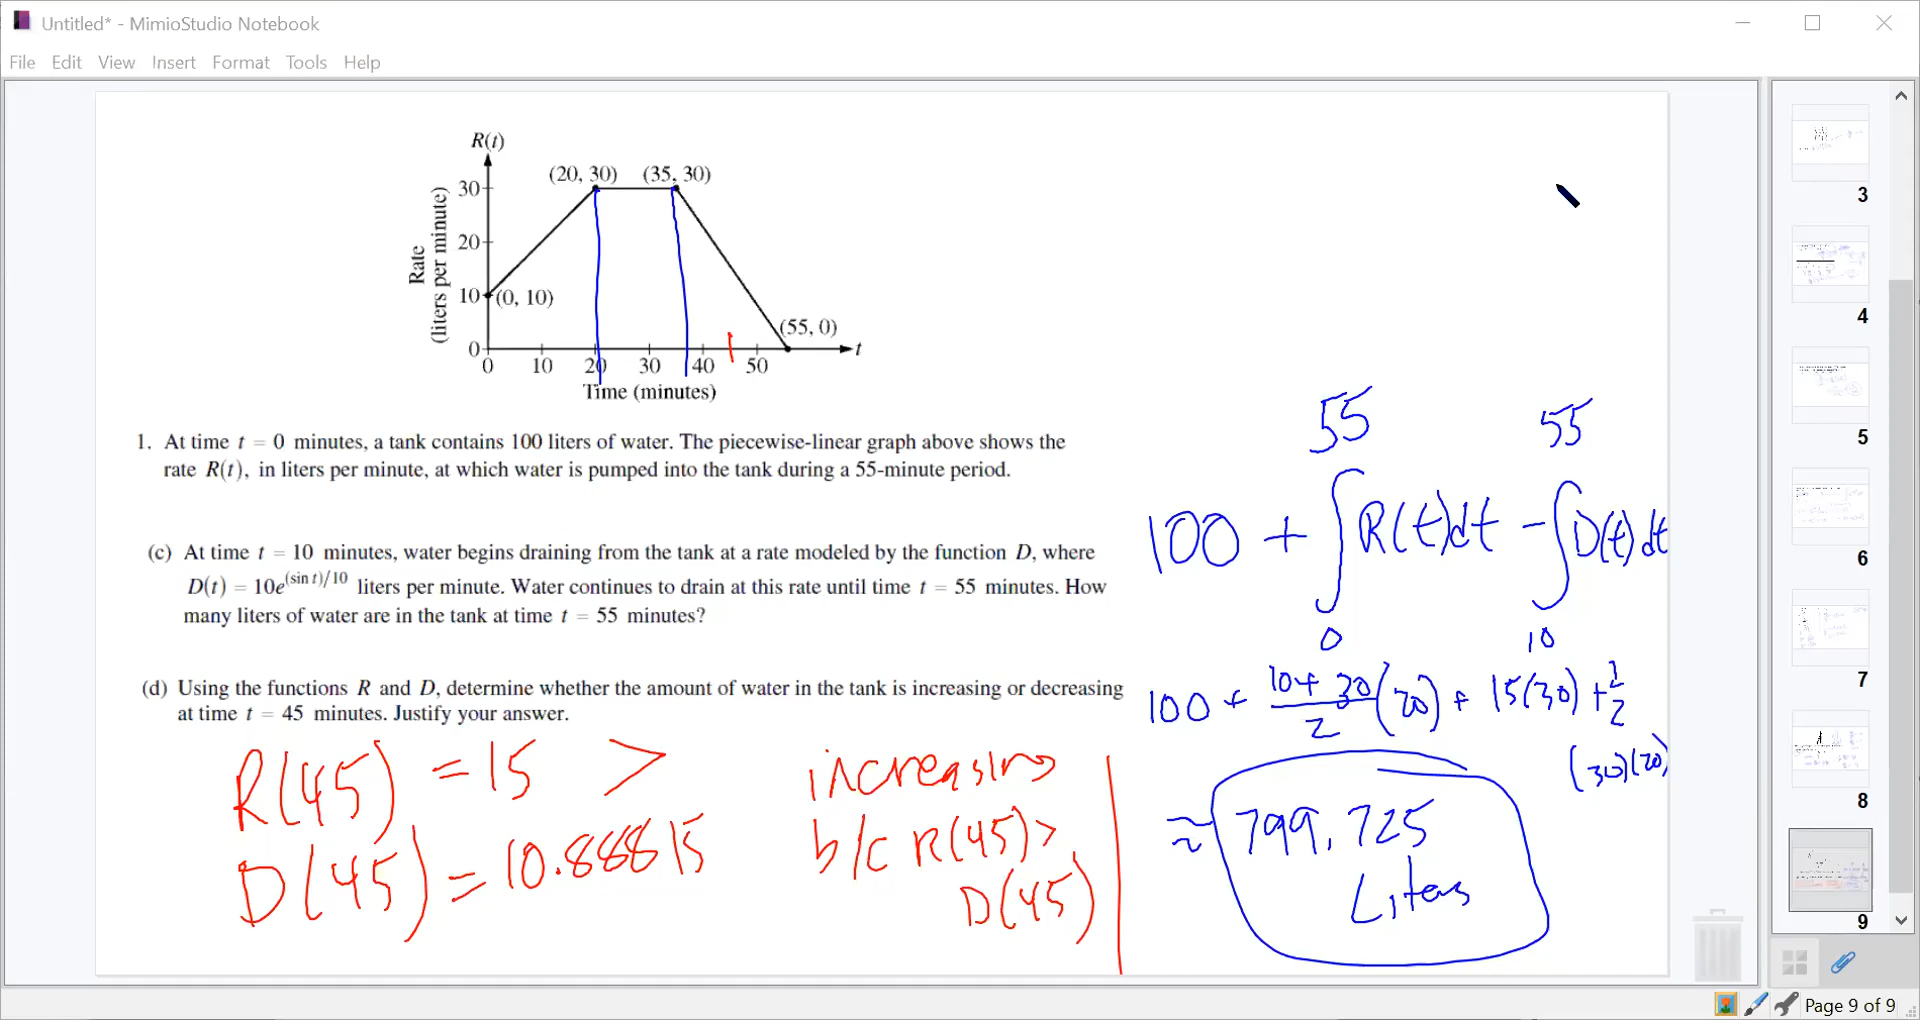 Untitled* - MimioStudio Notebook
File Edit View Insert Format Tools Help
R(t)
(20, 30) (35, 30)
30
20
10
0
(0, 10)
(55, 0)
t
Rate
(liters per minute)
0 10 20 30 40 50
Time (minutes)
1. At time t = 0 minutes, a tank contains 100 liters of water. The piecewise-linear graph above shows the
rate R(t), in liters per minute, at which water is pumped into the tank during a 55-minute period.
(c) At time t = 10 minutes, water begins draining from the tank at a rate modeled by the function D, where
D(t) = 10e^(sin t)/10 liters per minute. Water continues to drain at this rate until time t = 55 minutes. How
many liters of water are in the tank at time t = 55 minutes?
(d) Using the functions R and D, determine whether the amount of water in the tank is increasing or decreasing
at time t = 45 minutes. Justify your answer.
R(45) = 15 >
D(45) = 10.88815
increasing
b/c R(45) >
D(45)
55 55
100 + ∫ R(t)dt - ∫ D(t) dt
0 10
100 + 10+30/2 (20) + 15(30) + 1/2
(30)(20)
≈ 799.725
Liters
3
4
5
6
7
8
9
Page 9 of 9